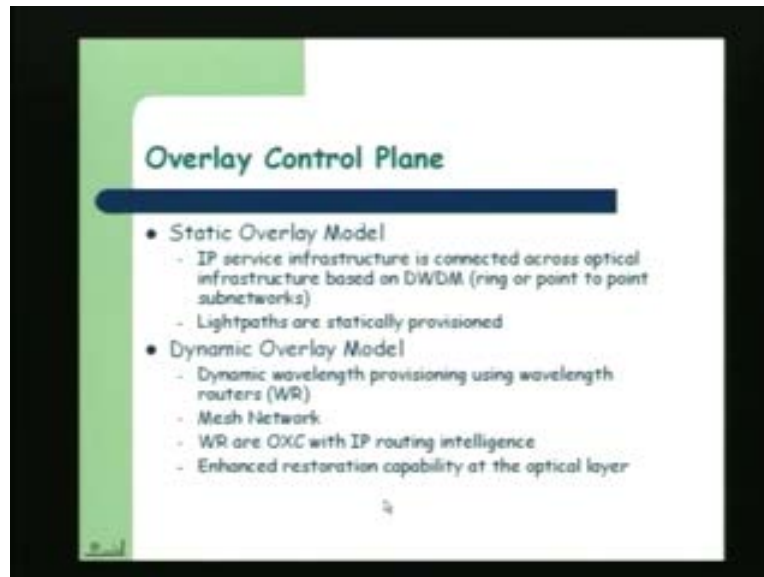 Overlay Control Plane
• Static Overlay Model
- IP service infrastructure is connected across optical
infrastructure based on DWDM (ring or point to point
subnetworks)
- Lightpaths are statically provisioned
• Dynamic Overlay Model
- Dynamic wavelength provisioning using wavelength
routers (WR)
- Mesh Network
- WR are OXC with IP routing intelligence
- Enhanced restoration capability at the optical layer